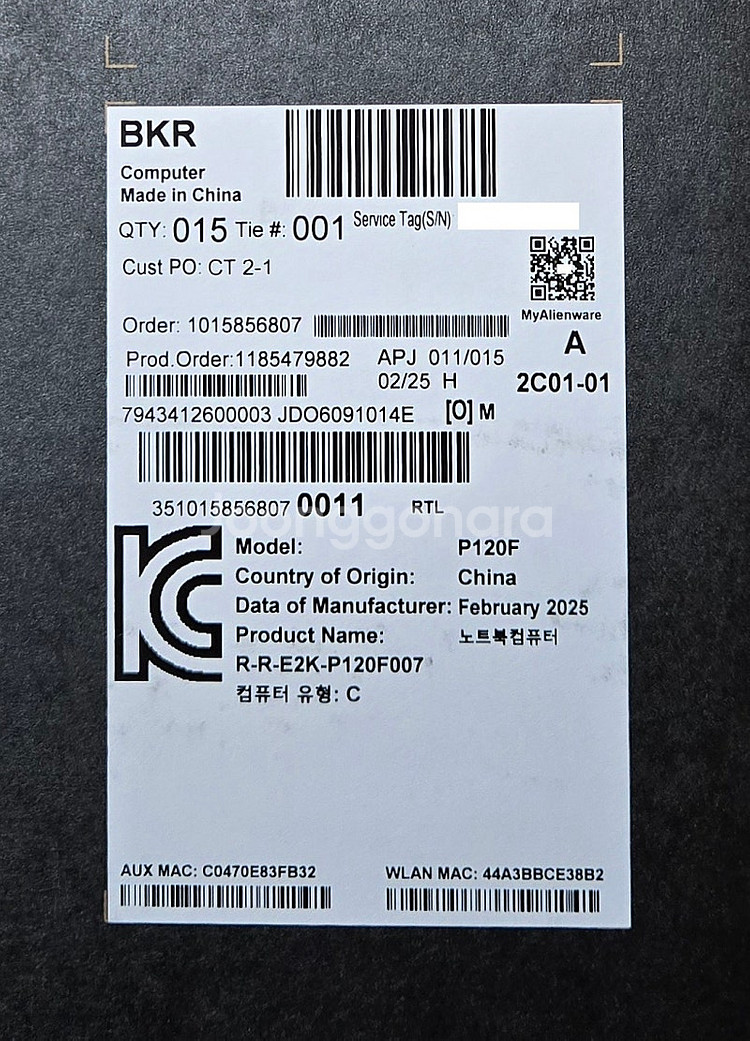 BKR
Computer
Made in China
QTY: 015 Tie #: 001 Service Tag(S/N)
Cust PO: CT 2-1
MyAlienware
Order: 1015856807
A
Prod.Order:1185479882 APJ 011/015
02/25 H 2C01-01
7943412600003 JDO6091014E [O] M
351015856807 0011 RTL
Joonggonara
Model: P120F
Country of Origin: China
Data of Manufacturer: February 2025
Product Name: 노트북컴퓨터
R-R-E2K-P120F007
컴퓨터 유형: C
AUX MAC: C0470E83FB32 WLAN MAC: 44A3BBCE38B2